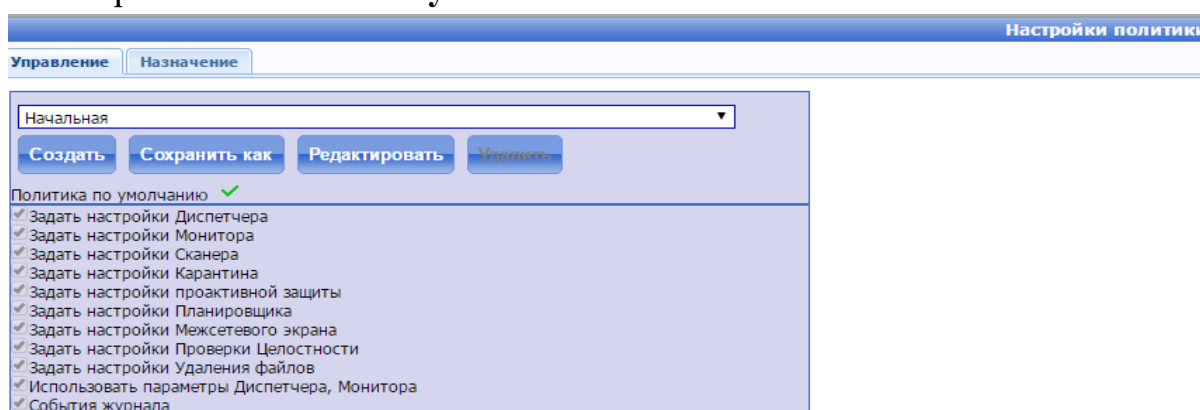 Настройки политики
Управление Назначение
Начальная
Создать Сохранить как Редактировать Удалить
Политика по умолчанию
Задать настройки Диспетчера
Задать настройки Монитора
Задать настройки Сканера
Задать настройки Карантина
Задать настройки проактивной защиты
Задать настройки Планировщика
Задать настройки Межсетевого экрана
Задать настройки Проверки Целостности
Задать настройки Удаления файлов
Использовать параметры Диспетчера, Монитора
События журнала